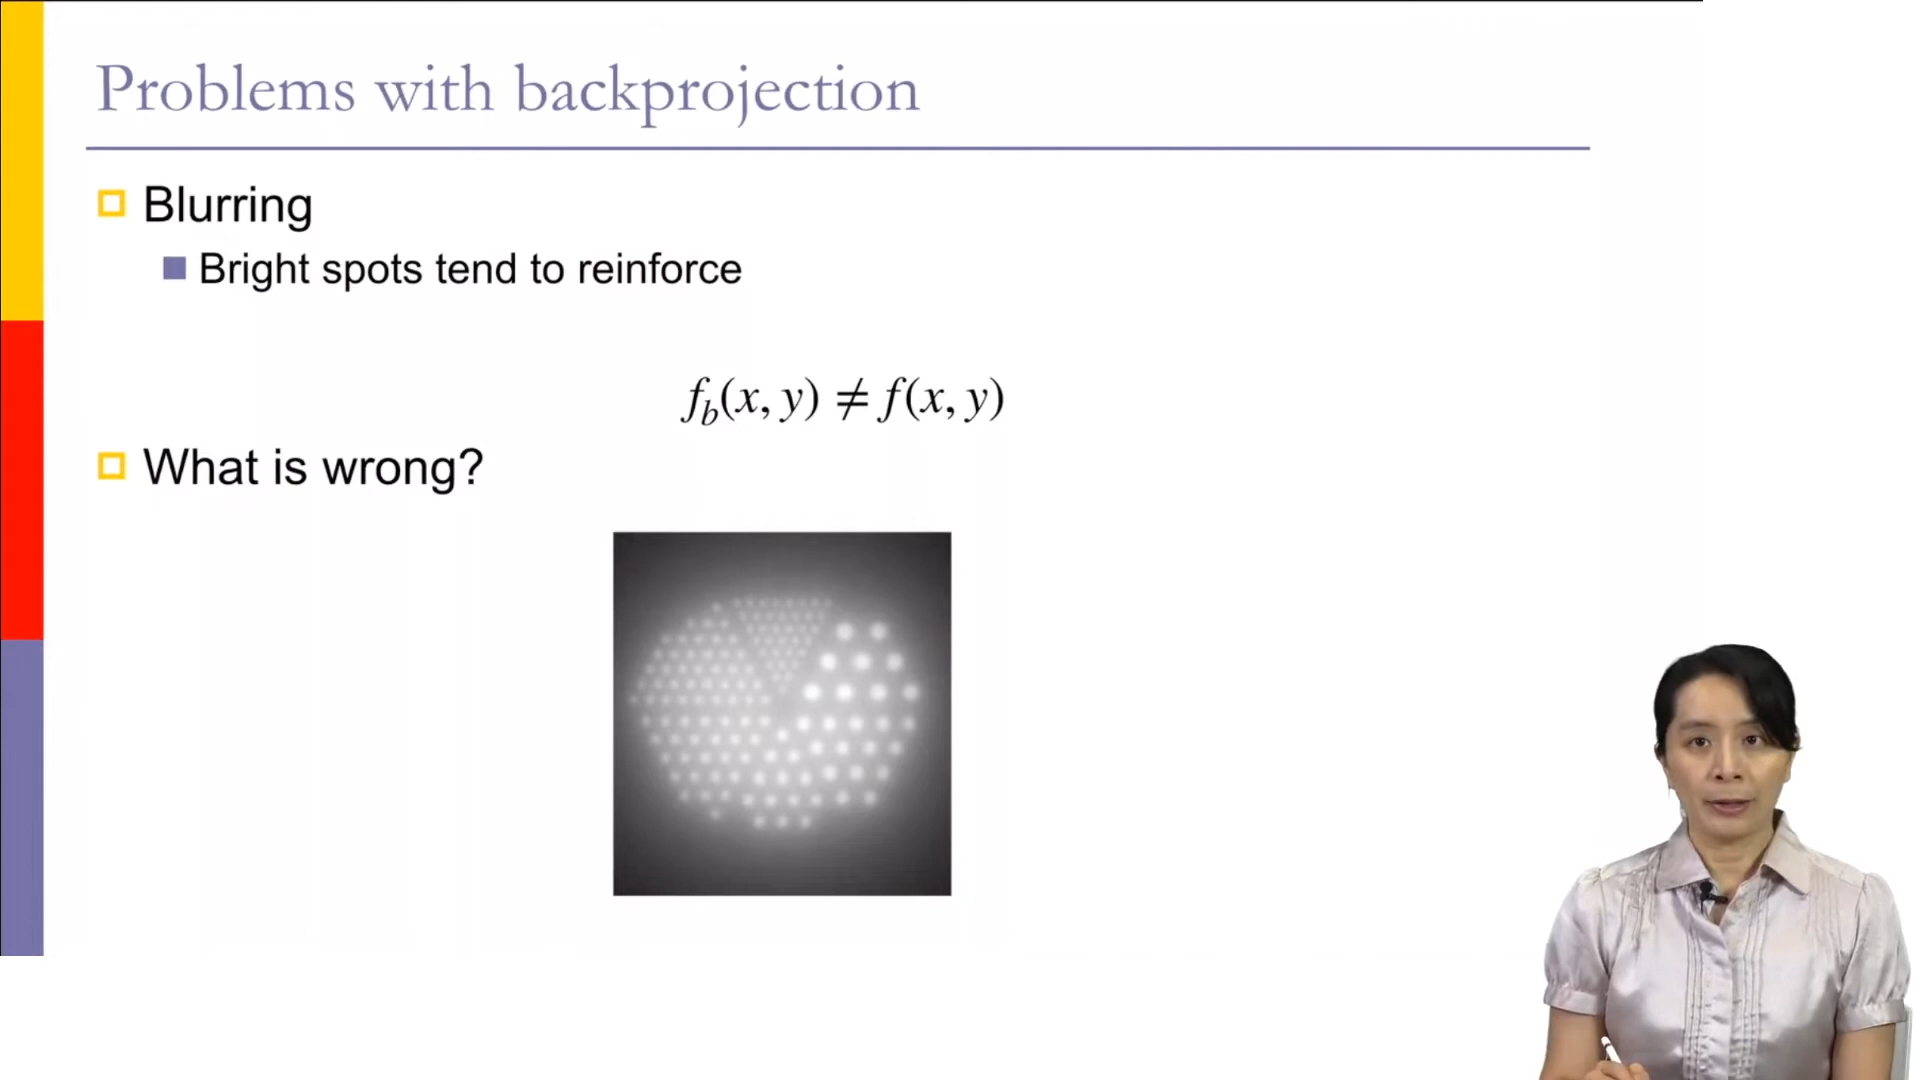 Problems with backprojection
Blurring
Bright spots tend to reinforce
f_b(x, y) ≠ f(x, y)
What is wrong?